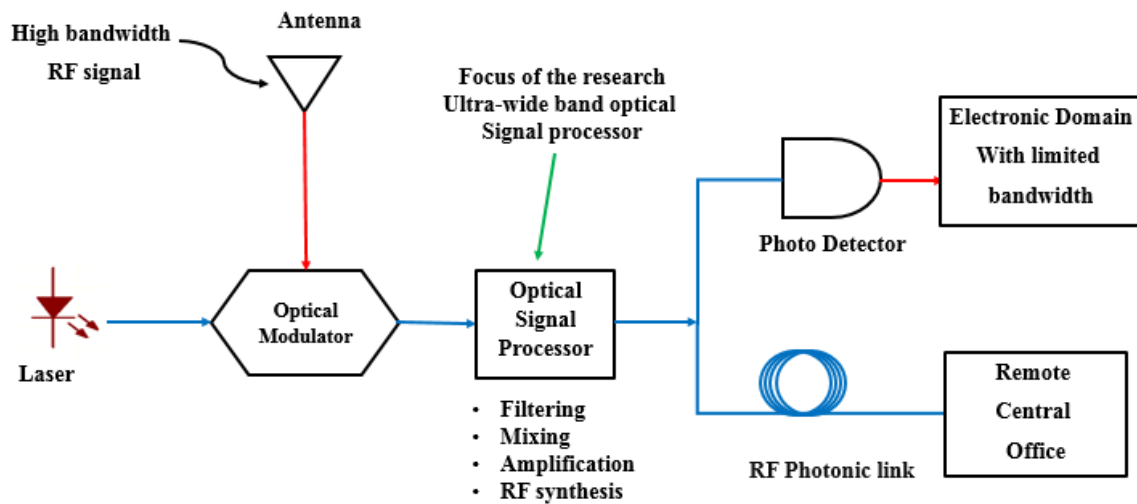 High bandwidth
RF signal
Antenna
Focus of the research
Ultra-wide band optical
Signal processor
Electronic Domain
With limited
bandwidth
Photo Detector
Laser
Optical
Modulator
Optical
Signal
Processor
• Filtering
• Mixing
• Amplification
• RF synthesis
RF Photonic link
Remote
Central
Office